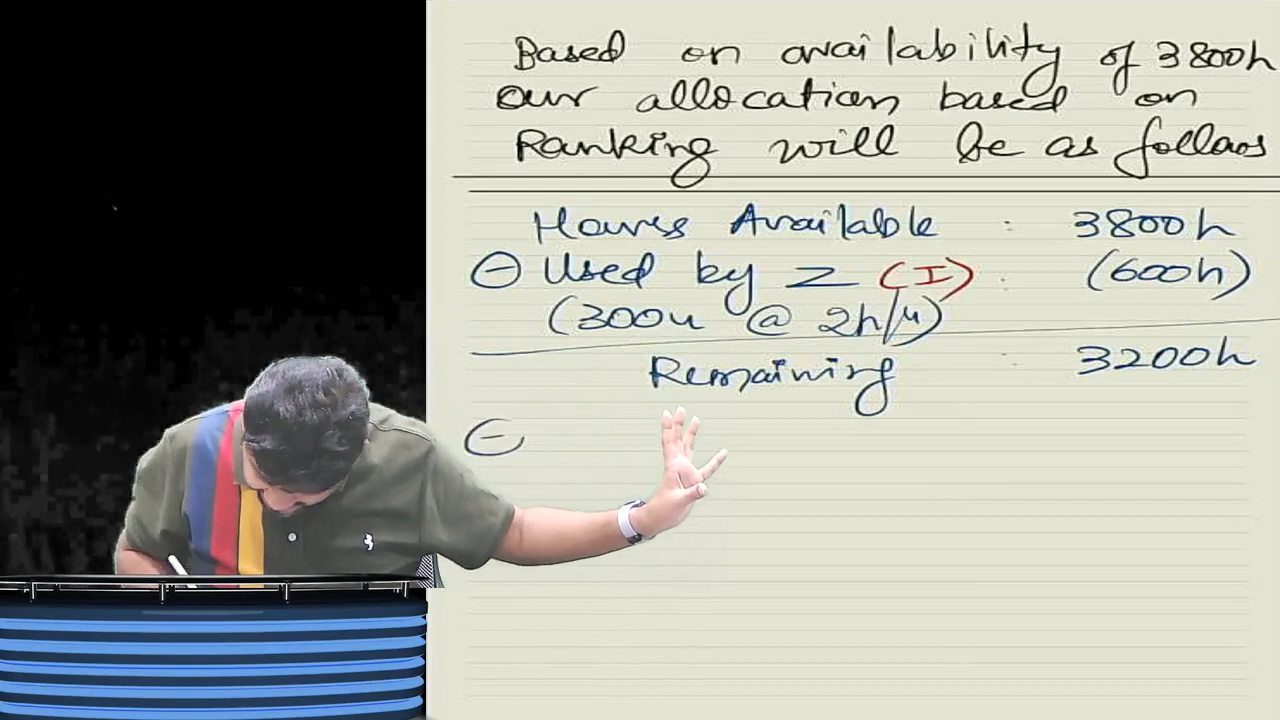 Based on availability of 3800h
our allocation based on
Ranking will be as follows
Hours Available : 3800h
⊖ Used by Z (I) : (600h)
(300u @ 2h/u)
Remaining : 3200h
⊖